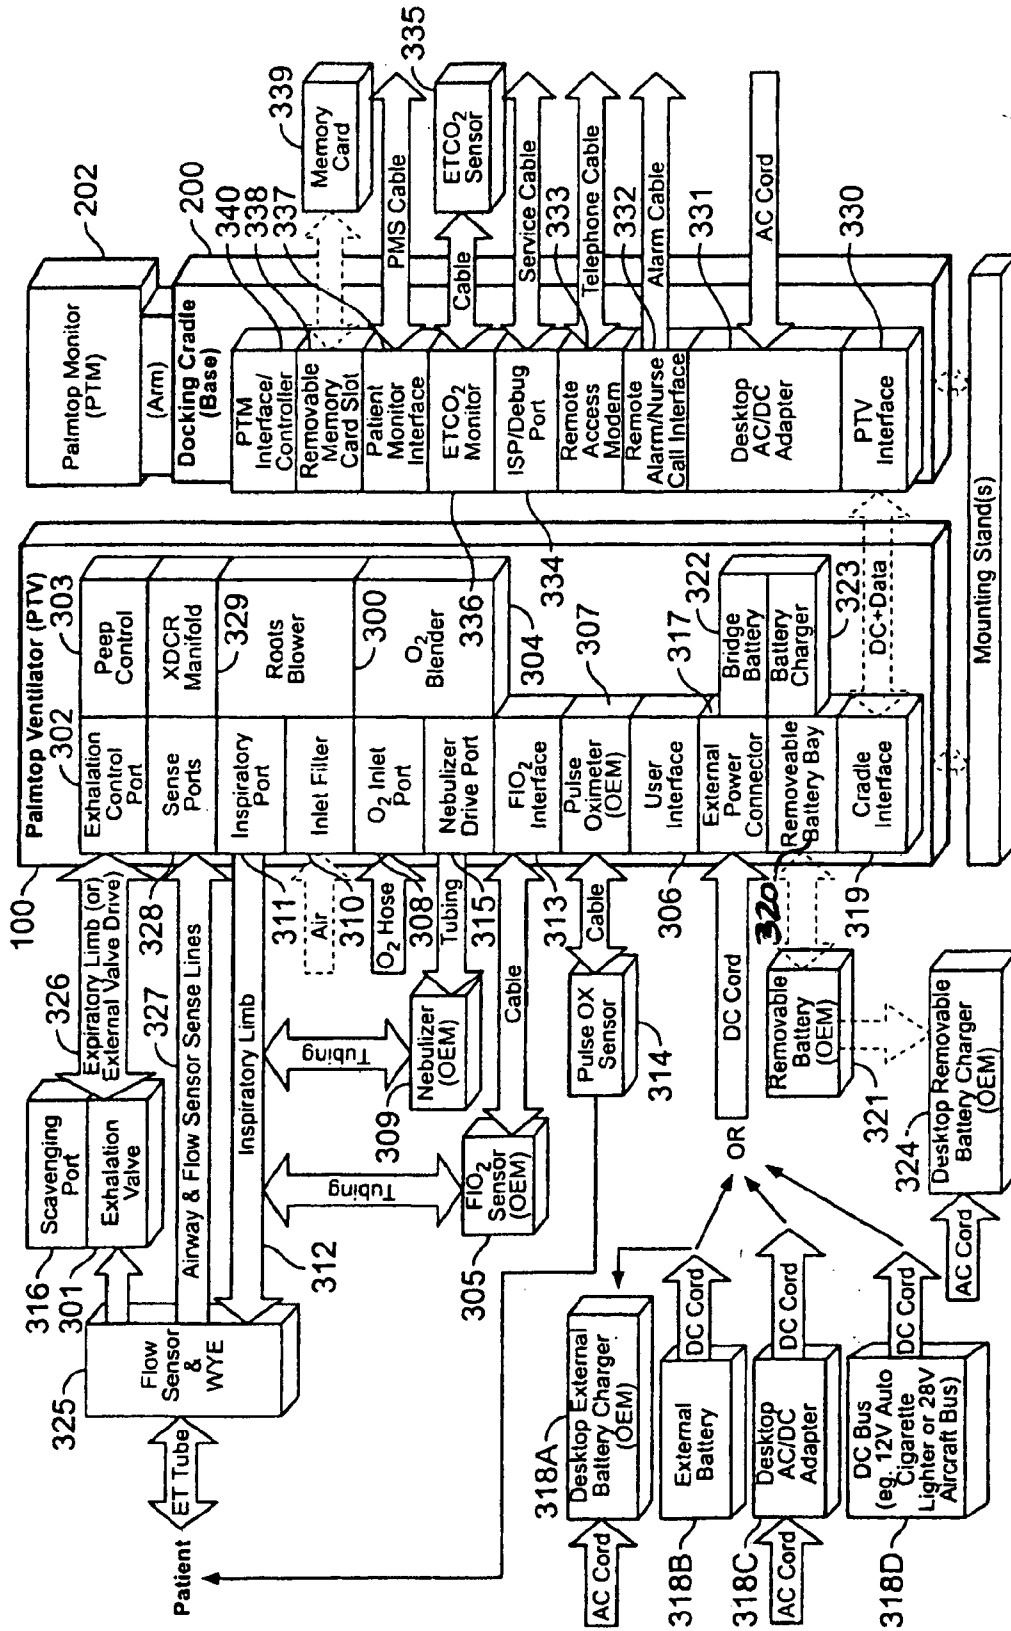 Palmtop Monitor
(PTM)
202
(Arm)
Docking Cradle
(Base)
200
PTM
Interface/
Controller
340
Removable
Memory
Card Slot
338
Patient
Monitor
Interface
337
ETCO2
Monitor
336
ISP/Debug
Port
334
Remote
Access
Modem
333
Remote
Alarm/Nurse
Call Interface
332
Desktop
AC/DC
Adapter
331
PTV
Interface
330
Memory
Card
339
PMS Cable
ETCO2
Sensor
335
Cable
Service Cable
Telephone Cable
Alarm Cable
AC Cord
Mounting Stand(s)
Palmtop Ventilator (PTV)
100
Exhalation
Control
Port
302
Peep
Control
303
Sense
Ports
328
XDCR
Manifold
329
Inspiratory
Port
311
Roots
Blower
300
Inlet Filter
310
O2 Inlet
Port
308
O2
Blender
304
Nebulizer
Drive Port
315
FIO2
Interface
313
Pulse
Oximeter
(OEM)
307
User
Interface
306
External
Power
Connector
317
Removeable
Battery Bay
320
Bridge
Battery
322
Battery
Charger
323
Cradle
Interface
319
DC+Data
Expiratory Limb (or)
External Valve Drive)
326
Airway & Flow Sensor Sense Lines
327
Inspiratory Limb
312
Air
O2 Hose
Tubing
Cable
Cable
DC Cord
Scavenging
Port
316
Exhalation
Valve
301
Flow
Sensor
&
WYE
325
ET Tube
Patient
Tubing
Nebulizer
(OEM)
309
Tubing
FIO2
Sensor
(OEM)
305
Pulse OX
Sensor
314
Removable
Battery
(OEM)
321
Desktop Removable
Battery Charger
(OEM)
324
AC Cord
OR
Desktop External
Battery Charger
(OEM)
318A
AC Cord
External
Battery
318B
DC Cord
Desktop
AC/DC
Adapter
318C
AC Cord
DC Cord
DC Bus
(eg. 12V Auto
Cigarette
Lighter or 28V
Aircraft Bus)
318D
DC Cord